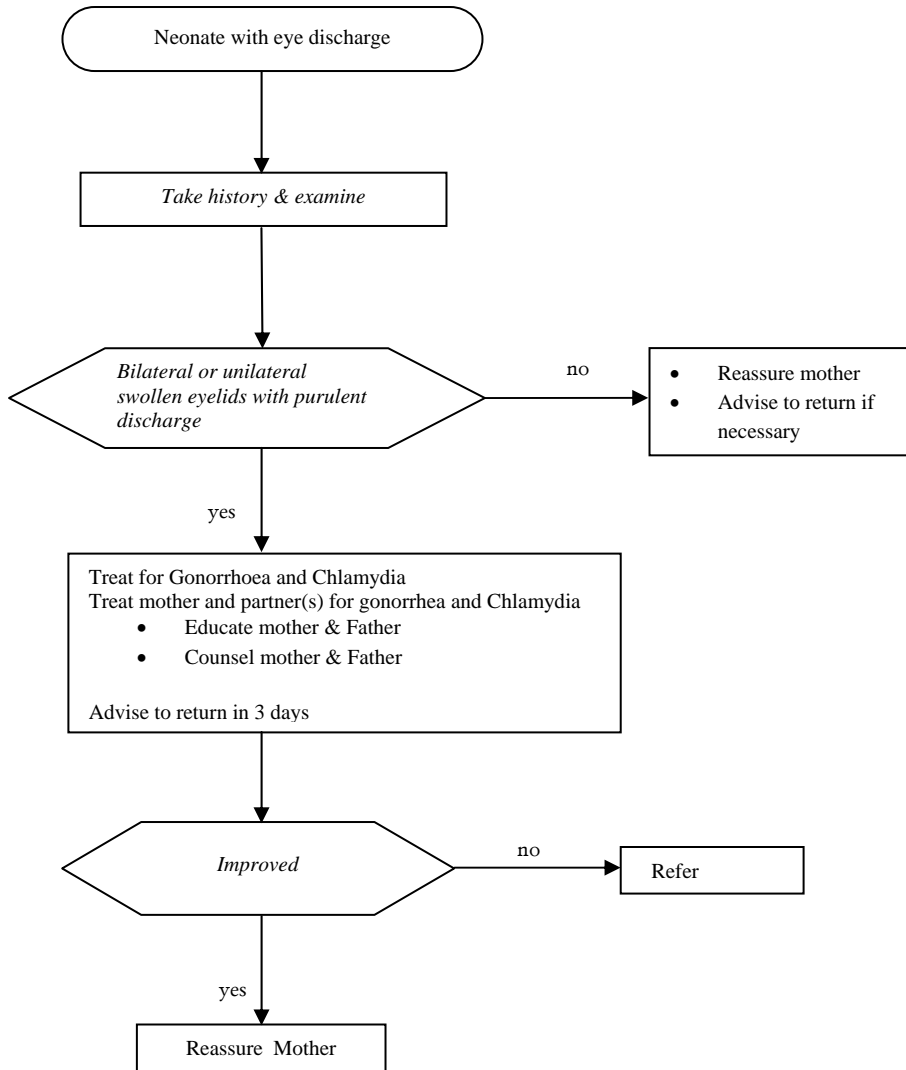 Neonate with eye discharge
Take history & examine
Bilateral or unilateral
swollen eyelids with purulent
discharge
no
• Reassure mother
• Advise to return if
necessary
yes
Treat for Gonorrhoea and Chlamydia
Treat mother and partner(s) for gonorrhea and Chlamydia
• Educate mother & Father
• Counsel mother & Father
Advise to return in 3 days
Improved
no
Refer
yes
Reassure Mother